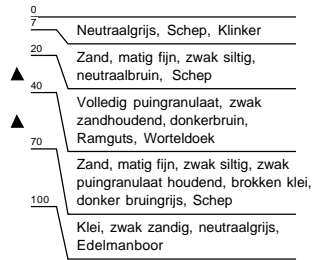 0
7
Neutraalgrijs, Schep, Klinker
20
Zand, matig fijn, zwak siltig,
neutraalbruin, Schep
40
Volledig puingranulaat, zwak
zandhoudend, donkerbruin,
Ramguts, Worteldoek
70
Zand, matig fijn, zwak siltig, zwak
puingranulaat houdend, brokken klei,
donker bruingrijs, Schep
100
Klei, zwak zandig, neutraalgrijs,
Edelmanboor